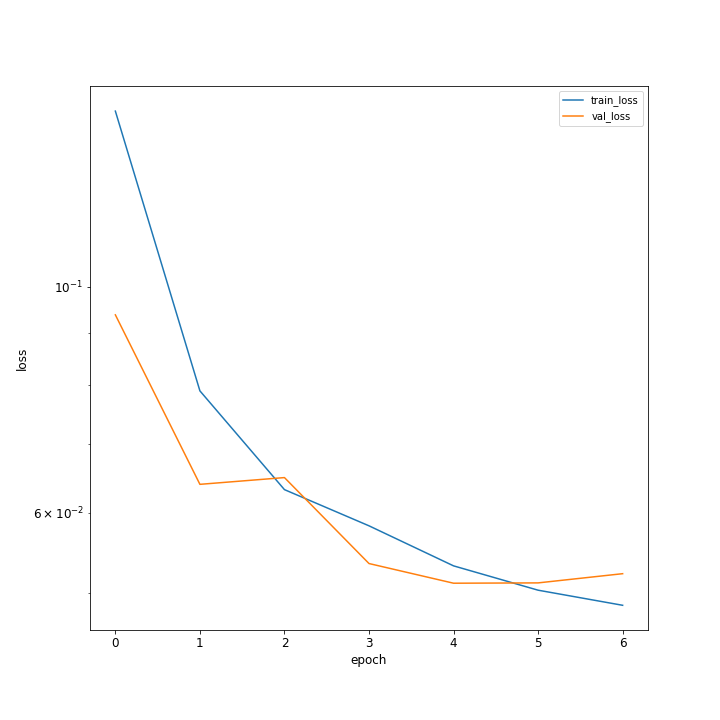 train_loss
val_loss
10⁻¹
6 × 10⁻²
loss
0 1 2 3 4 5 6
epoch